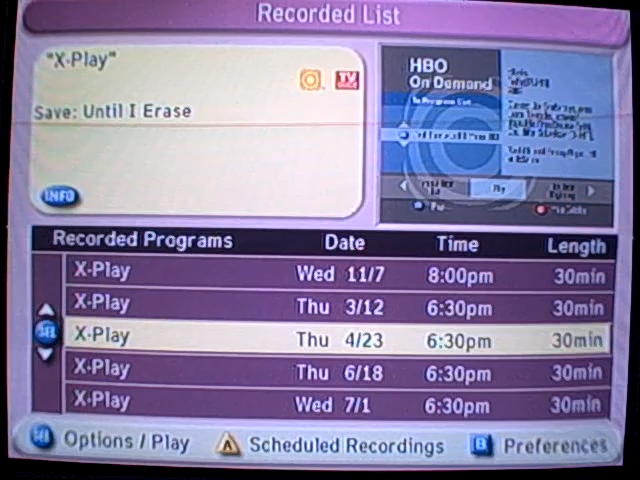 Recorded List
"X-Play"
TV
GUIDE
Save: Until I Erase
INFO
HBO
On Demand
Recorded Programs Date Time Length
X-Play Wed 11/7 8:00pm 30min
X-Play Thu 3/12 6:30pm 30min
SEL X-Play Thu 4/23 6:30pm 30min
X-Play Thu 6/18 6:30pm 30min
X-Play Wed 7/1 6:30pm 30min
SEL Options / Play A Scheduled Recordings B Preferences